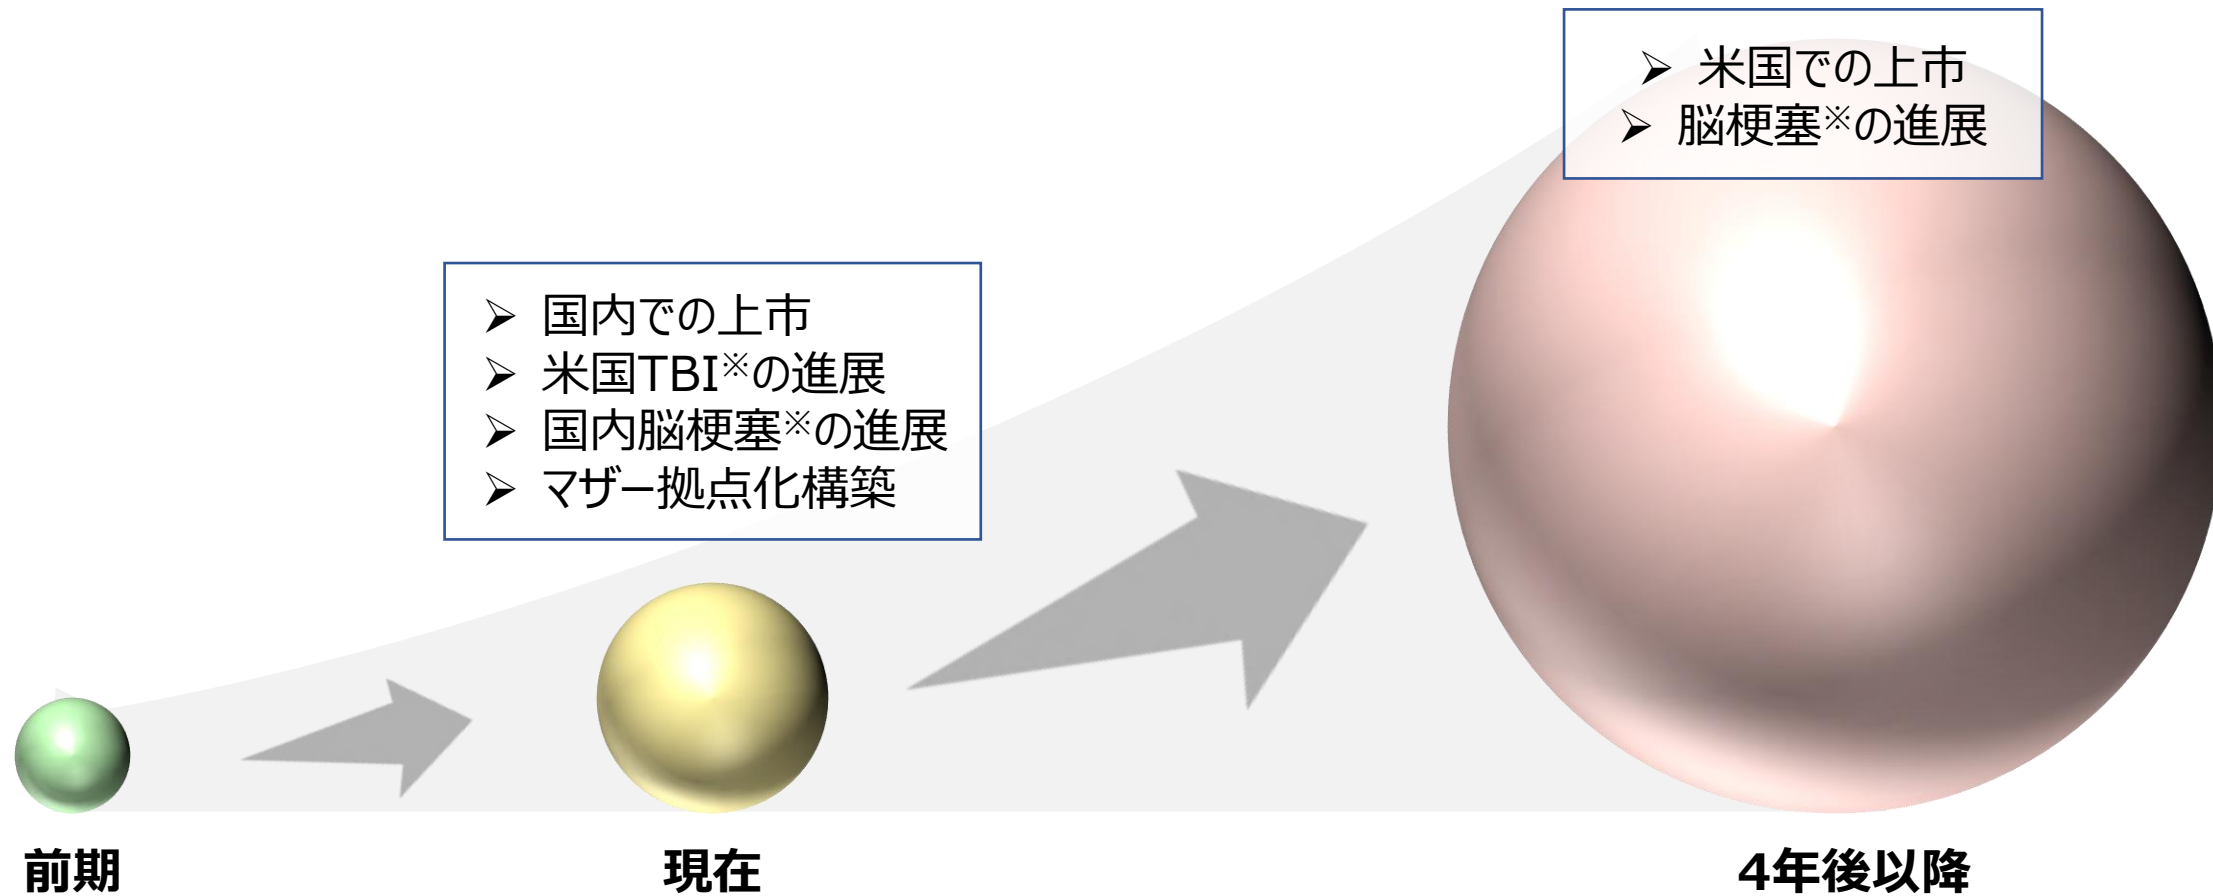 ➢ 米国での上市
➢ 脳梗塞※の進展
➢ 国内での上市
➢ 米国TBI※の進展
➢ 国内脳梗塞※の進展
➢ マザー拠点化構築
前期
現在
4年後以降